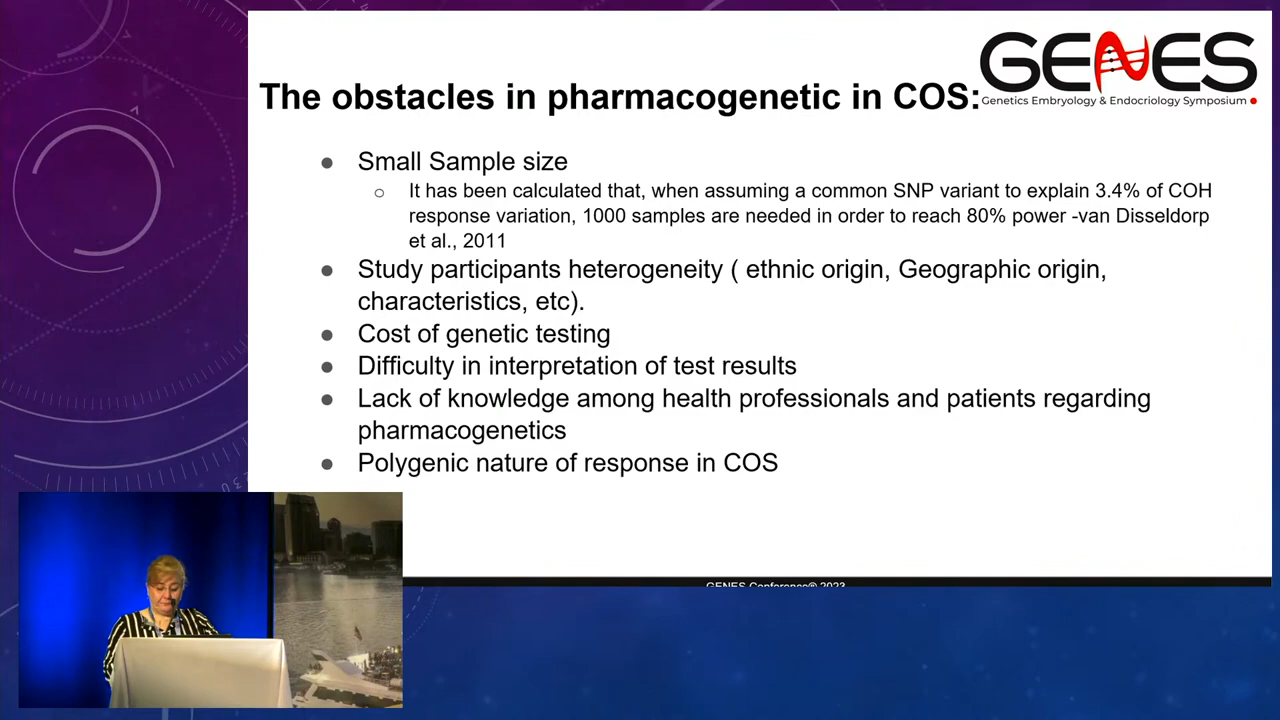 GENES
Genetics Embryology & Endocriology Symposium
The obstacles in pharmacogenetic in COS:
● Small Sample size
○ It has been calculated that, when assuming a common SNP variant to explain 3.4% of COH
response variation, 1000 samples are needed in order to reach 80% power -van Disseldorp
et al., 2011
● Study participants heterogeneity ( ethnic origin, Geographic origin,
characteristics, etc).
● Cost of genetic testing
● Difficulty in interpretation of test results
● Lack of knowledge among health professionals and patients regarding
pharmacogenetics
● Polygenic nature of response in COS
230
GENES Conference® 2023